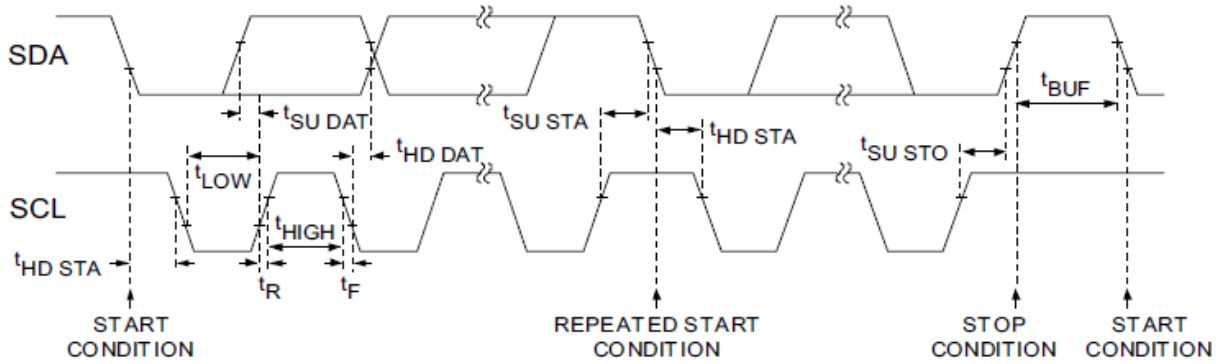 SDA
tSU DAT
tHD DAT
tSU STA
tHD STA
tBUF
tSU STO
tLOW
SCL
tHIGH
tHD STA
tR
tF
START
CONDITION
REPEATED START
CONDITION
STOP
CONDITION
START
CONDITION